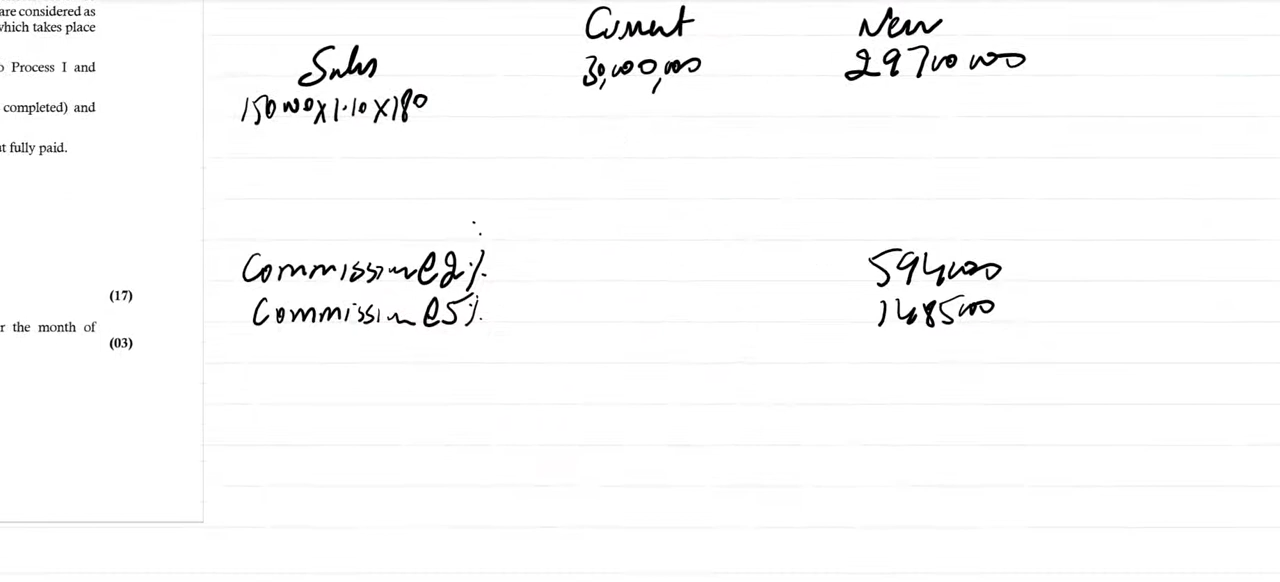 are considered as
which takes place
Process I and
completed) and
fully paid.
(17)
the month of
(03)
Current New
Sales 30,000,000 29700000
150000x1.10x180
Commission @2% 594000
Commission @5% 1485000